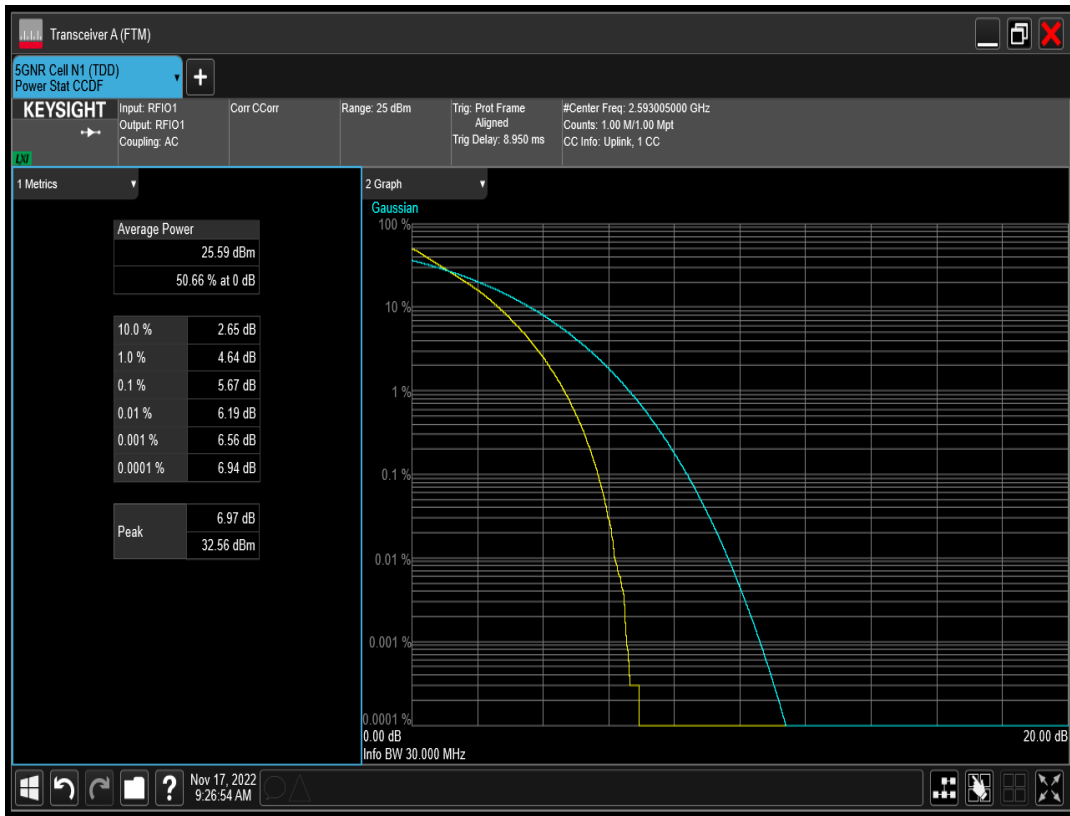 Transceiver A (FTM)
5GNR Cell N1 (TDD)
Power Stat CCDF
+
KEYSIGHT
LXI
Input: RFIO1
Output: RFIO1
Coupling: AC
Corr CCorr
Range: 25 dBm
Trig: Prot Frame
Aligned
Trig Delay: 8.950 ms
#Center Freq: 2.593005000 GHz
Counts: 1.00 M/1.00 Mpt
CC Info: Uplink, 1 CC
1 Metrics
Average Power
25.59 dBm
50.66 % at 0 dB
10.0 % 2.65 dB
1.0 % 4.64 dB
0.1 % 5.67 dB
0.01 % 6.19 dB
0.001 % 6.56 dB
0.0001 % 6.94 dB
Peak 6.97 dB
32.56 dBm
2 Graph
Gaussian
100 %
10 %
1 %
0.1 %
0.01 %
0.001 %
0.0001 %
0.00 dB 20.00 dB
Info BW 30.000 MHz
?
Nov 17, 2022
9:26:54 AM